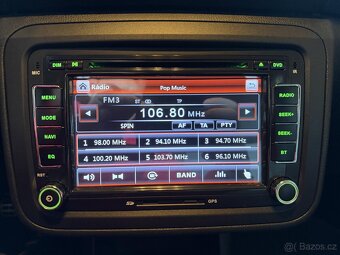 DIM
DVD
MIC
IR
Rádio
Pop Music
MENU
MODE
NAVI
EQ
RADIO
SEEK+
SEEK-
BT
FM3
ST
TP
106.80 MHz
SPIN
AF
TA
PTY
1 98.00 MHz
2 94.10 MHz
3 94.70 MHz
4 100.20 MHz
5 103.70 MHz
6 96.10 MHz
BAND
RST
GPS
Bazoš.cz